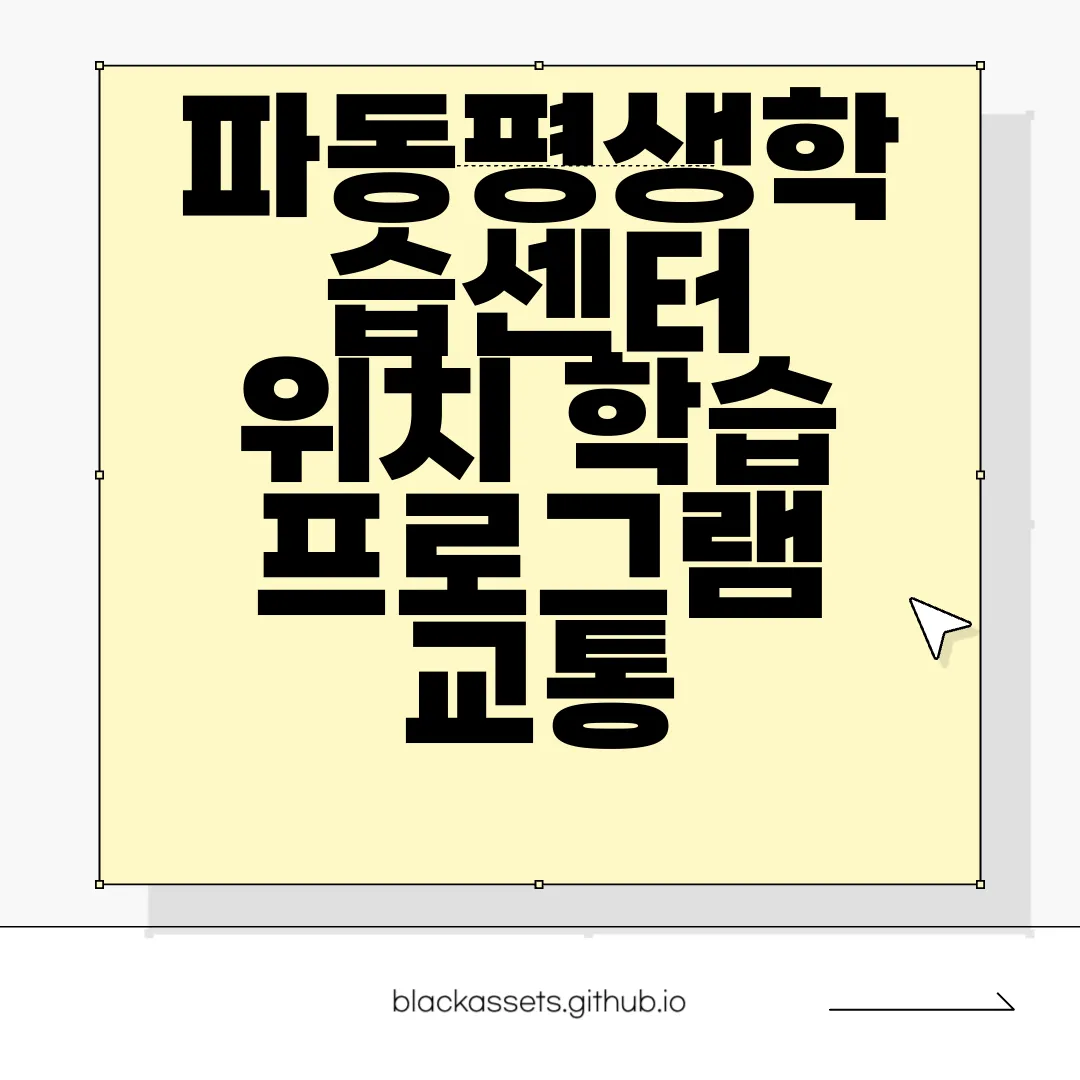 파동평생학
습센터
위치 학습
프로그램
교통
blackassets.github.io